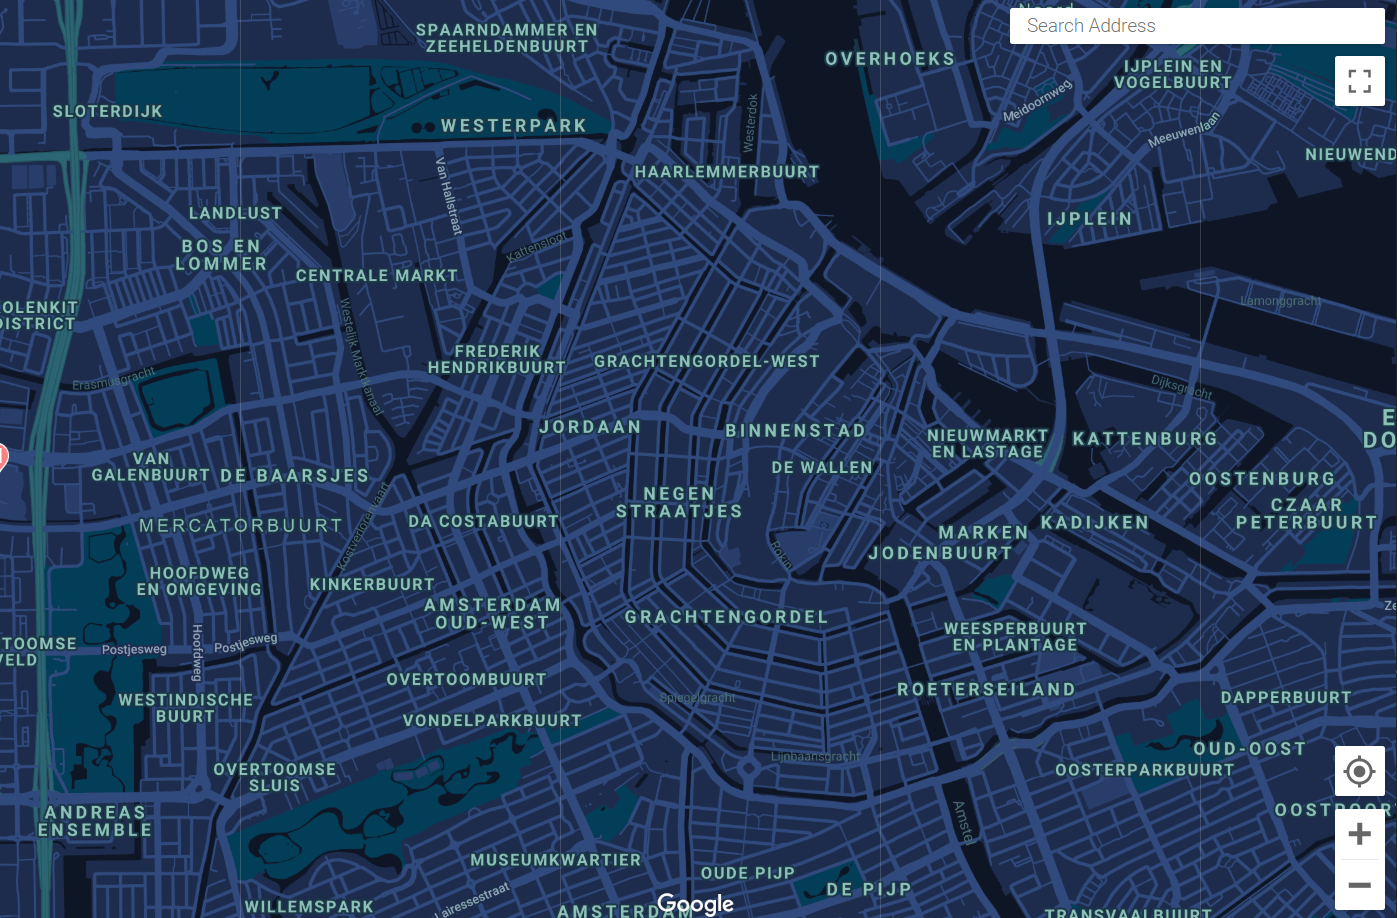 Noord
SPAARNDAMMER EN
ZEEHELDENBUURT
Search Address
OVERHOEKS
IJPLEIN EN
VOGELBUURT
SLOTERDIJK
Meidoornweg
Westerdok
WESTERPARK
Meeuwenlaan
NIEUWEND
HAARLEMMERBUURT
Van Hallstraat
LANDLUST
IJPLEIN
BOS EN
LOMMER
Kattensloot
CENTRALE MARKT
OLENKIT
DISTRICT
Lamonggracht
Westelijk Marktkanaal
FREDERIK
HENDRIKBUURT
GRACHTENGORDEL-WEST
Erasmusgracht
Dijksgracht
JORDAAN
BINNENSTAD
NIEUWMARKT
EN LASTAGE
KATTENBURG
E
DO
VAN
GALENBUURT
DE BAARSJES
DE WALLEN
OOSTENBURG
NEGEN
STRAATJES
CZAAR
PETERBUURT
MERCATORBUURT
DA COSTABUURT
KADIJKEN
Kostverlorenvaart
MARKEN
JODENBUURT
Rokin
HOOFDWEG
EN OMGEVING
KINKERBUURT
AMSTERDAM
OUD-WEST
GRACHTENGORDEL
Ze
WEESPERBUURT
EN PLANTAGE
TOOMSE
VELD
Postjesweg
Hoofdweg
Postjesweg
OVERTOOMBUURT
ROETERSEILAND
WESTINDISCHE
BUURT
Spiegelgracht
DAPPERBUURT
VONDELPARKBUURT
OUD-OOST
Lijnbaansgracht
OVERTOOMSE
SLUIS
OOSTERPARKBUURT
ANDREAS
ENSEMBLE
Amstel
OOSTPOOR
MUSEUMKWARTIER
OUDE PIJP
DE PIJP
WILLEMSPARK
Lairessestraat
AMSTERDAM
Google
TRANSVAALBUURT